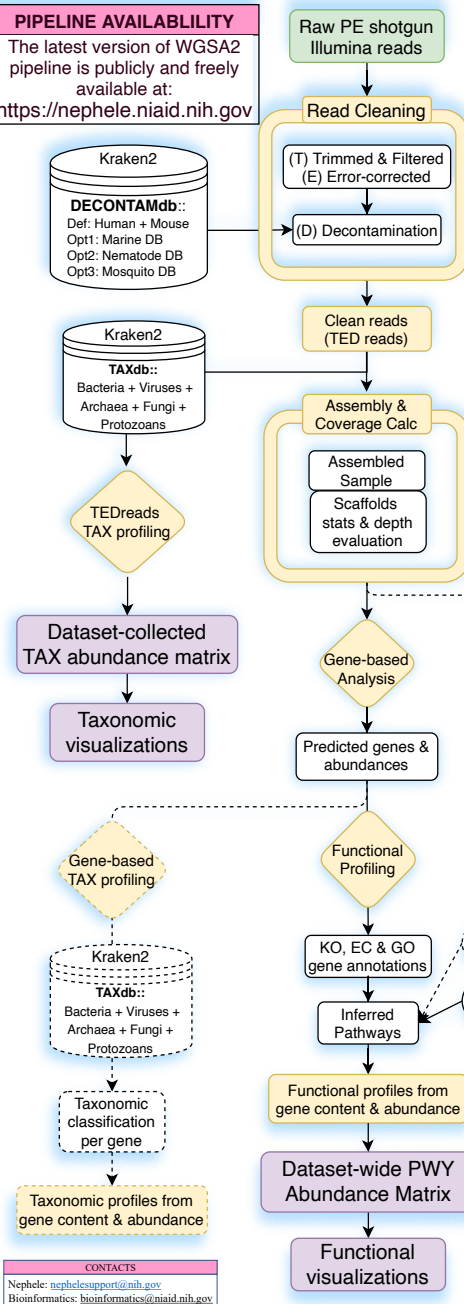 PIPELINE AVAILABLILITY
The latest version of WGSA2
pipeline is publicly and freely
available at:
https://nephele.niaid.nih.gov
Raw PE shotgun
Illumina reads
Read Cleaning
(T) Trimmed & Filtered
(E) Error-corrected
(D) Decontamination
Kraken2
DECONTAMdb::
Def: Human + Mouse
Opt1: Marine DB
Opt2: Nematode DB
Opt3: Mosquito DB
Clean reads
(TED reads)
Kraken2
TAXdb::
Bacteria + Viruses +
Archaea + Fungi +
Protozoans
Assembly &
Coverage Calc
Assembled
Sample
Scaffolds
stats & depth
evaluation
TEDreads
TAX profiling
Dataset-collected
TAX abundance matrix
Taxonomic
visualizations
Gene-based
Analysis
Predicted genes &
abundances
Gene-based
TAX profiling
Functional
Profiling
Kraken2
TAXdb::
Bacteria + Viruses +
Archaea + Fungi +
Protozoans
KO, EC & GO
gene annotations
Inferred
Pathways
Taxonomic
classification
per gene
Functional profiles from
gene content & abundance
Taxonomic profiles from
gene content & abundance
Dataset-wide PWY
Abundance Matrix
Functional
visualizations
CONTACTS
Nephele: nephelesupport@nih.gov
Bioinformatics: bioinformatics@niaid.nih.gov